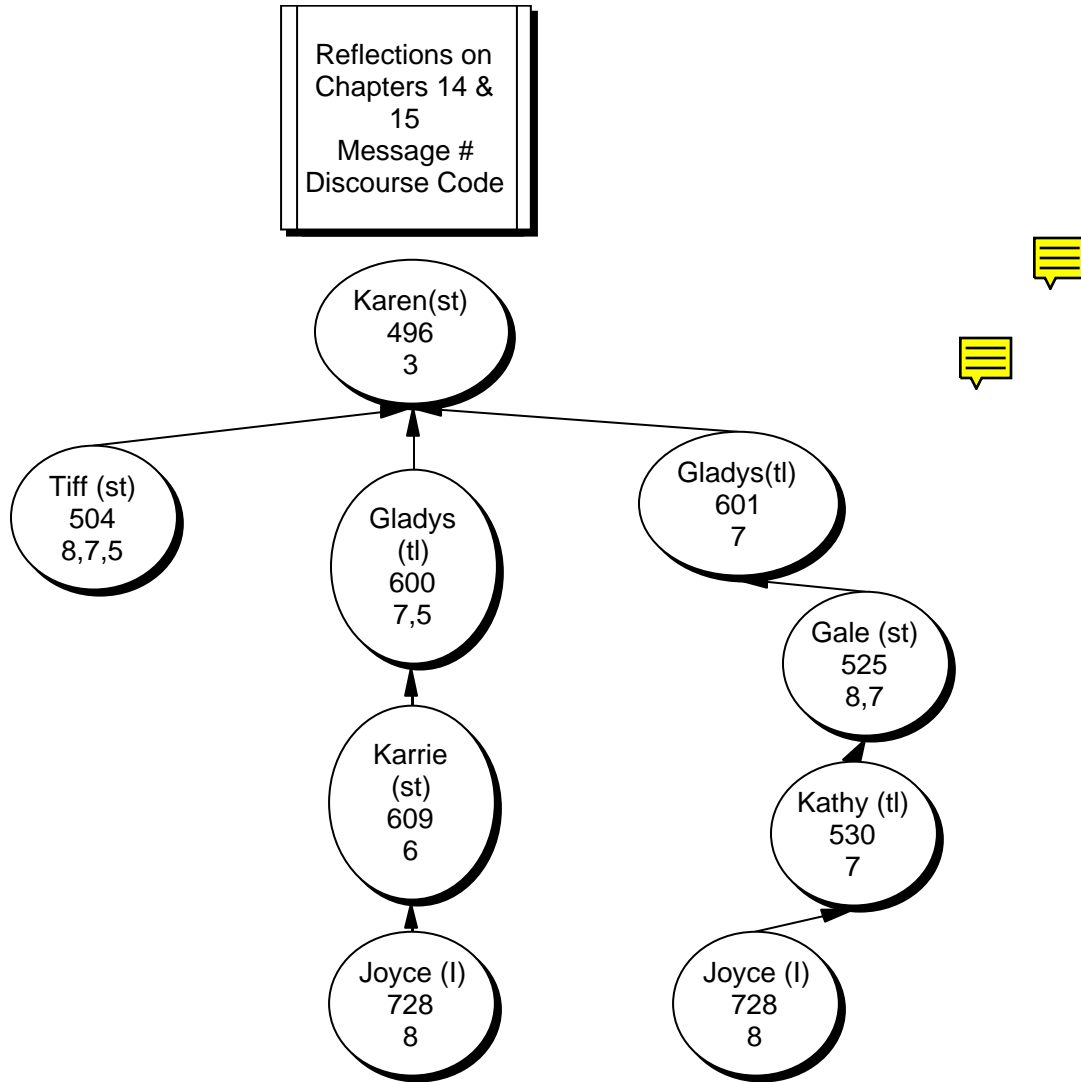 Reflections on
Chapters 14 &
15
Message #
Discourse Code
Karen(st)
496
3
Tiff (st)
504
8,7,5
Gladys
(tl)
600
7,5
Gladys(tl)
601
7
Gale (st)
525
8,7
Karrie
(st)
609
6
Kathy (tl)
530
7
Joyce (I)
728
8
Joyce (I)
728
8